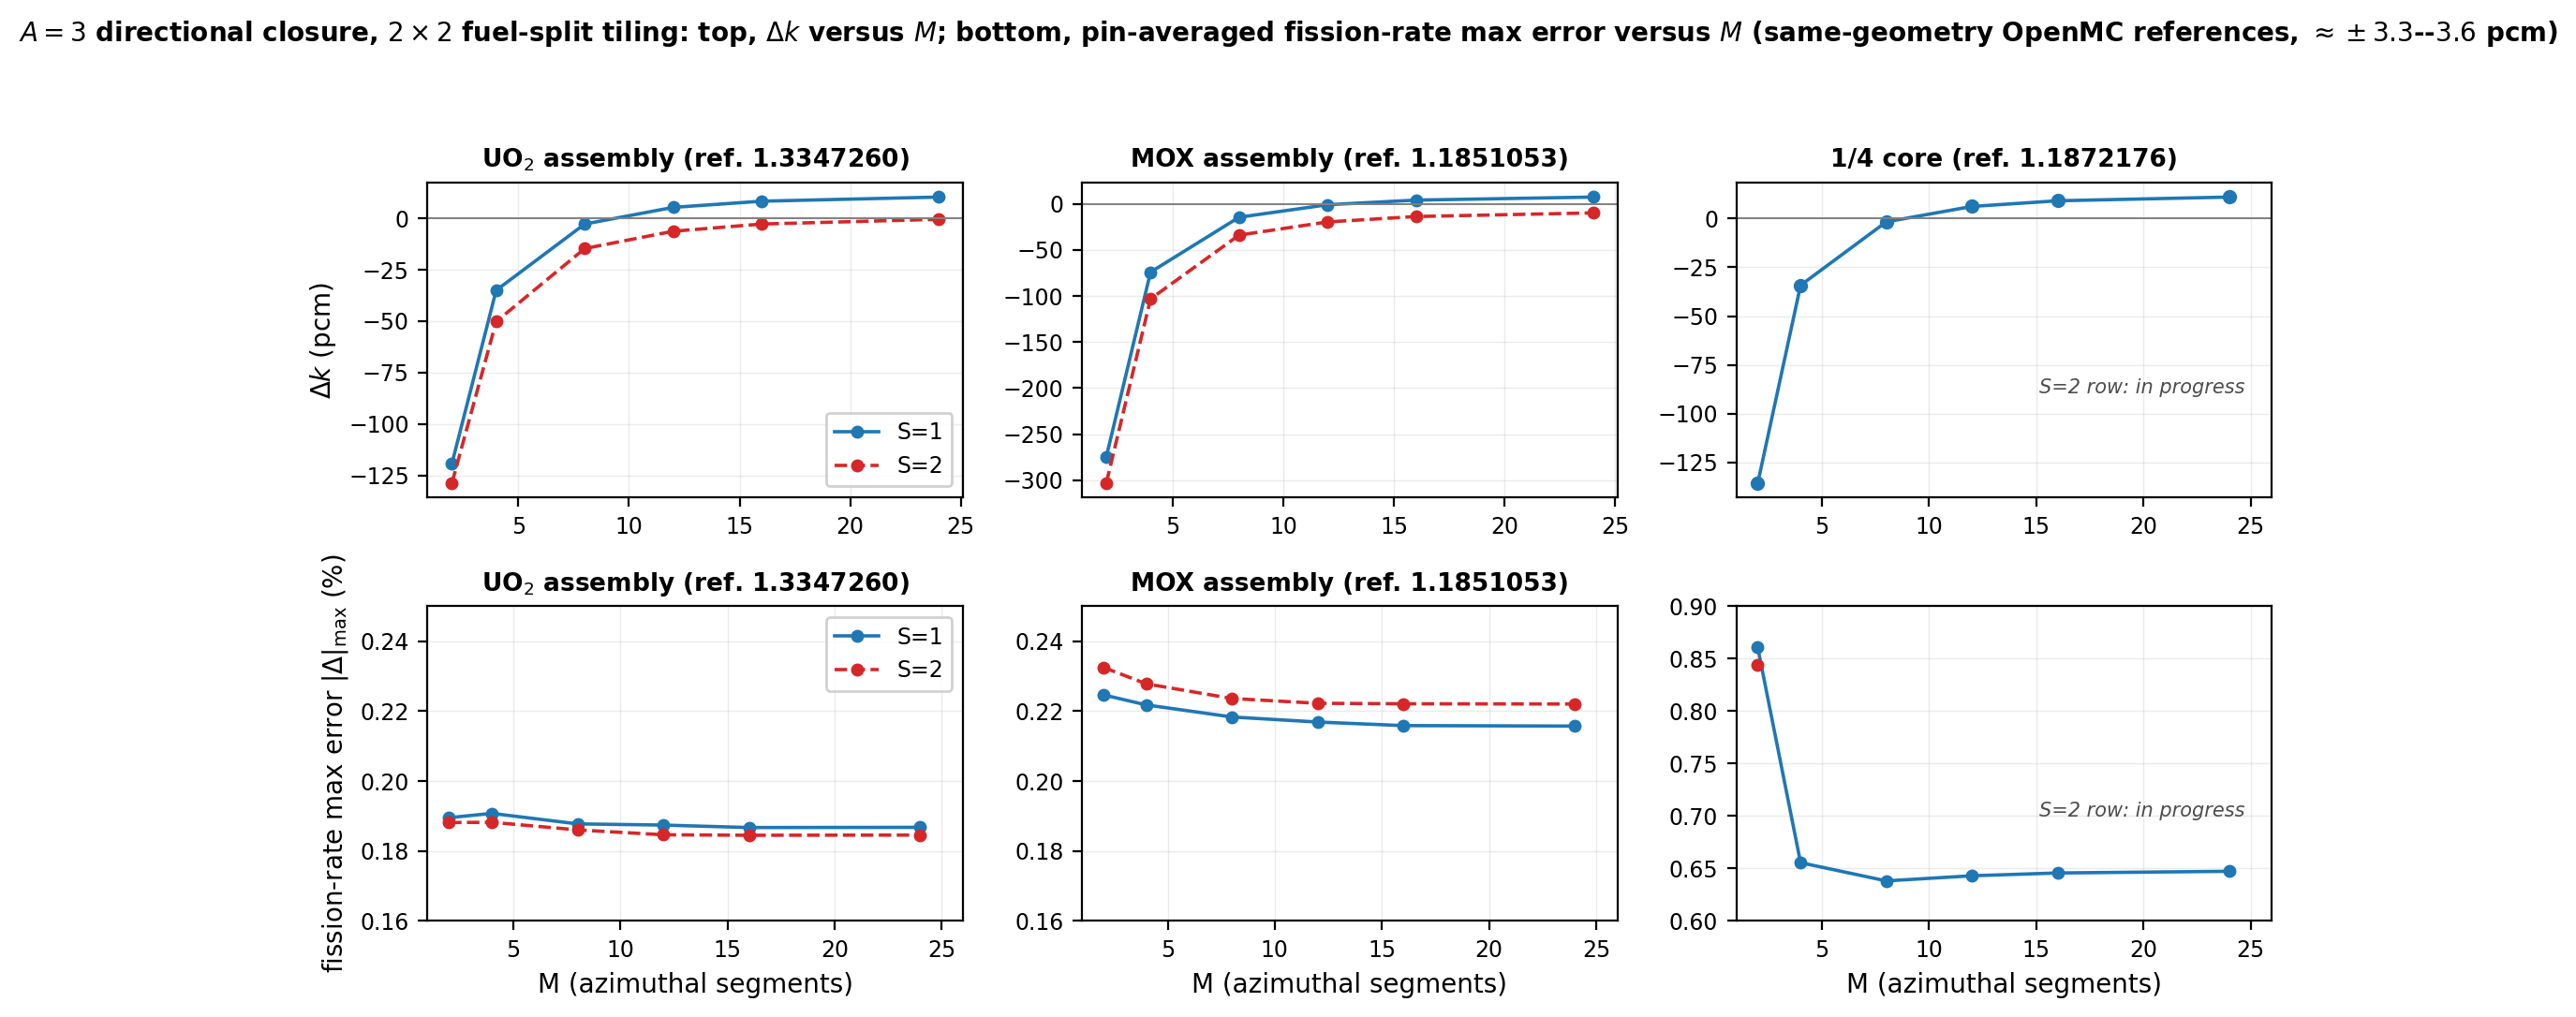 A = 3 directional closure, 2 × 2 fuel-split tiling: top, Δk versus M; bottom, pin-averaged fission-rate max error versus M (same-geometry OpenMC references, ≈ ± 3.3--3.6 pcm)
UO₂ assembly (ref. 1.3347260)
MOX assembly (ref. 1.1851053)
1/4 core (ref. 1.1872176)
Δk (pcm)
0
−25
−50
−75
−100
−125
5 10 15 20 25
S=1
S=2
0
−50
−100
−150
−200
−250
−300
5 10 15 20 25
0
−25
−50
−75
−100
−125
5 10 15 20 25
S=2 row: in progress
UO₂ assembly (ref. 1.3347260)
MOX assembly (ref. 1.1851053)
fission-rate max error |Δ|max (%)
0.24
0.22
0.20
0.18
0.16
5 10 15 20 25
M (azimuthal segments)
S=1
S=2
0.24
0.22
0.20
0.18
0.16
5 10 15 20 25
M (azimuthal segments)
0.90
0.85
0.80
0.75
0.70
0.65
0.60
5 10 15 20 25
M (azimuthal segments)
S=2 row: in progress